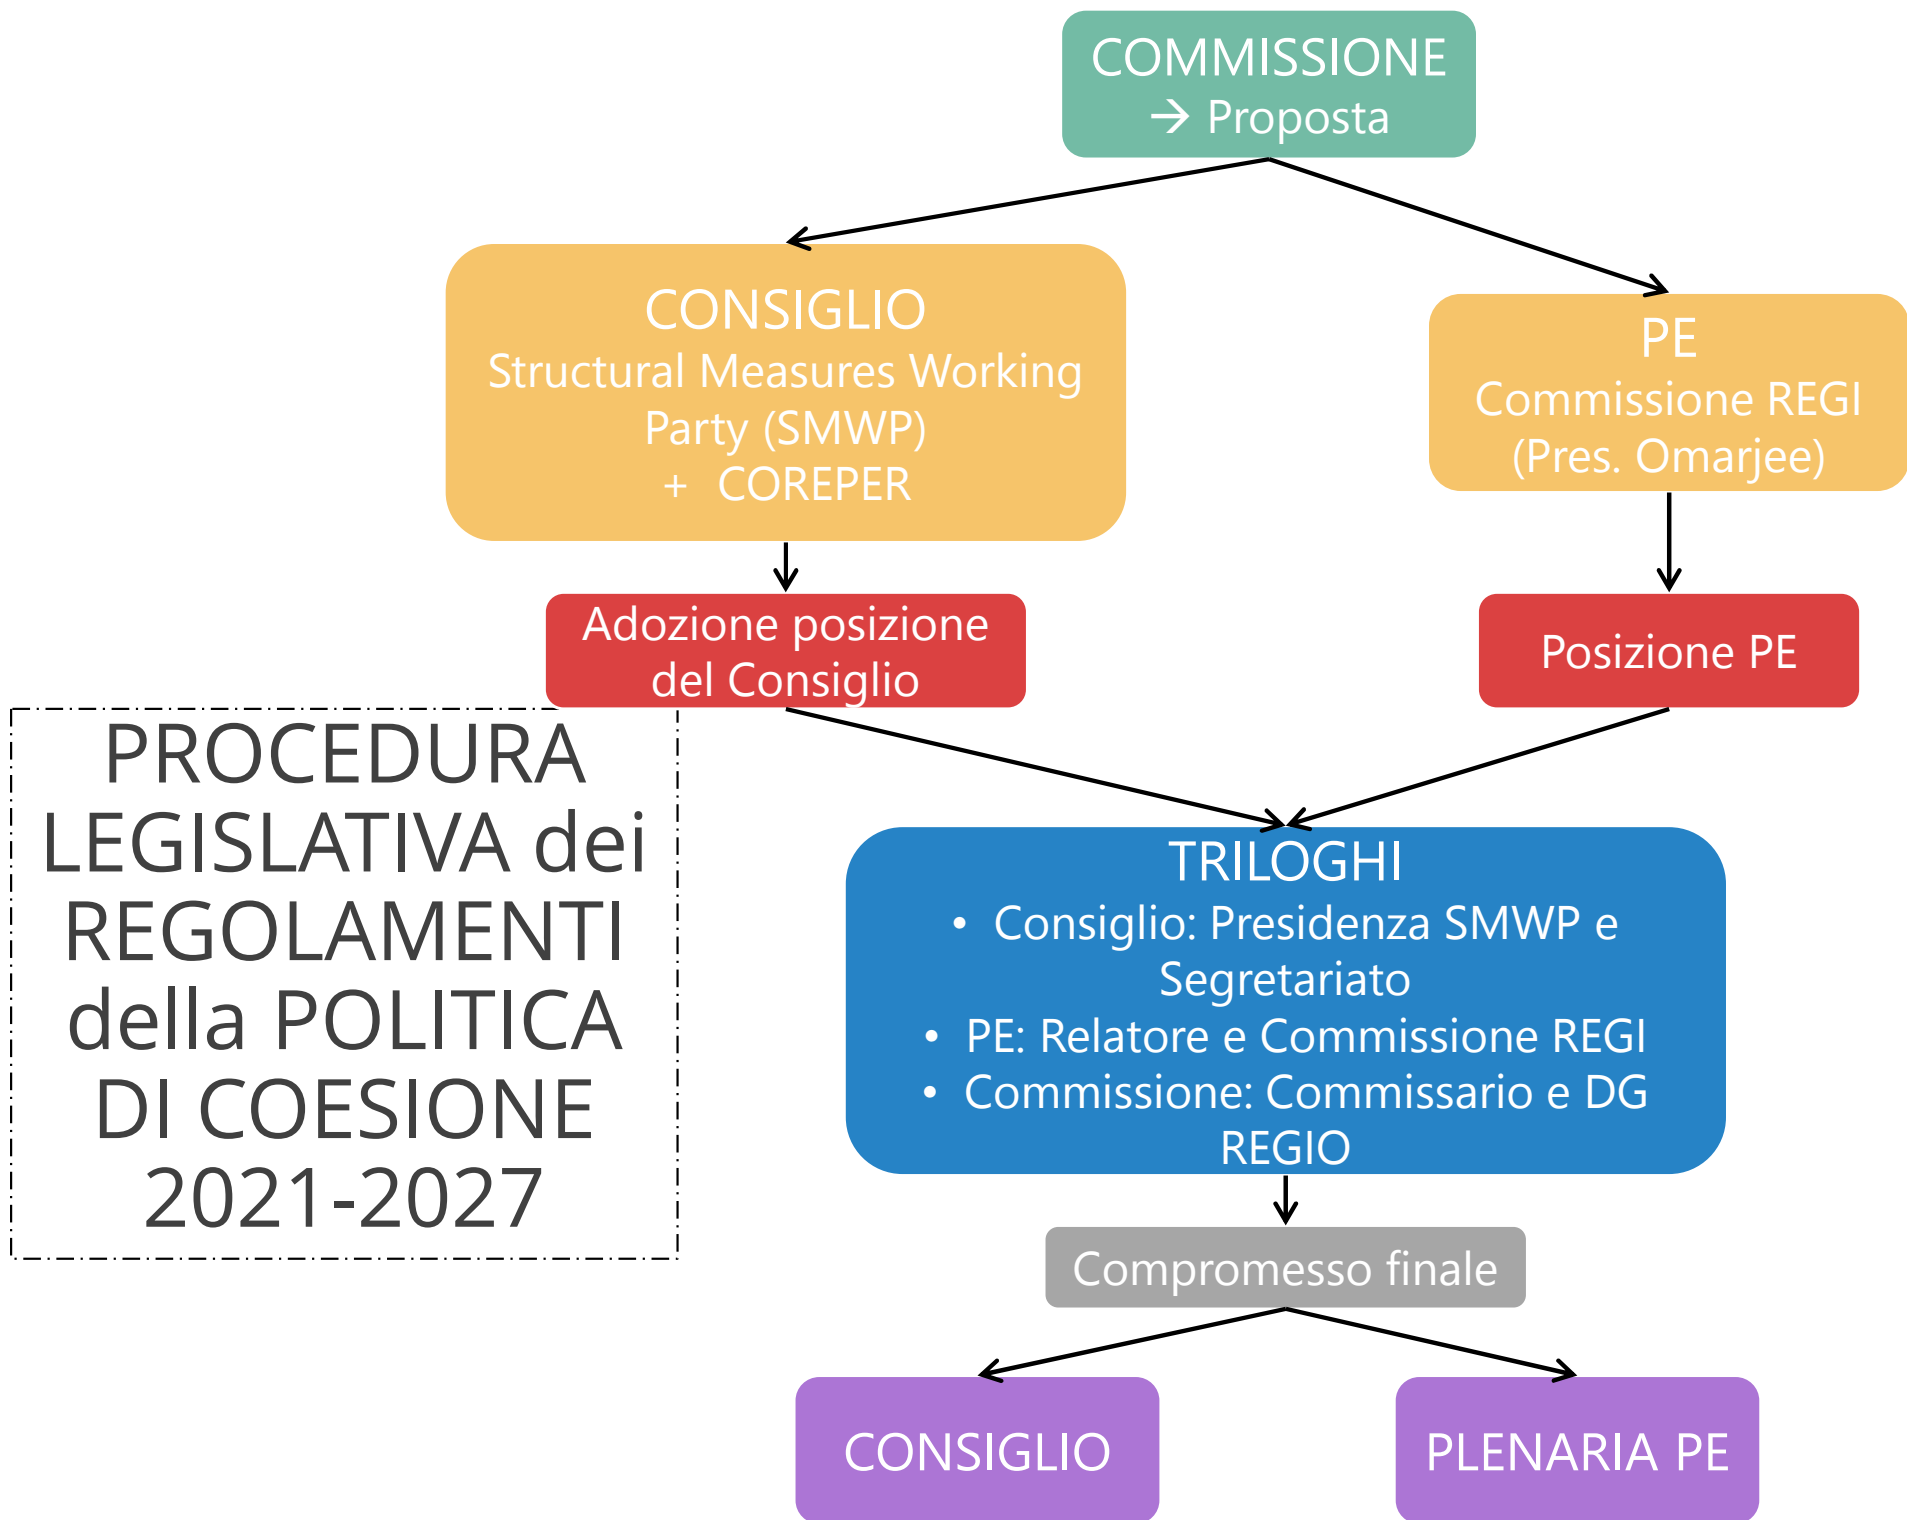 COMMISSIONE
→ Proposta
CONSIGLIO
Structural Measures Working
Party (SMWP)
+ COREPER
PE
Commissione REGI
(Pres. Omarjee)
Adozione posizione
del Consiglio
Posizione PE
PROCEDURA
LEGISLATIVA dei
REGOLAMENTI
della POLITICA
DI COESIONE
2021-2027
TRILOGHI
• Consiglio: Presidenza SMWP e
Segretariato
• PE: Relatore e Commissione REGI
• Commissione: Commissario e DG
REGIO
Compromesso finale
CONSIGLIO
PLENARIA PE